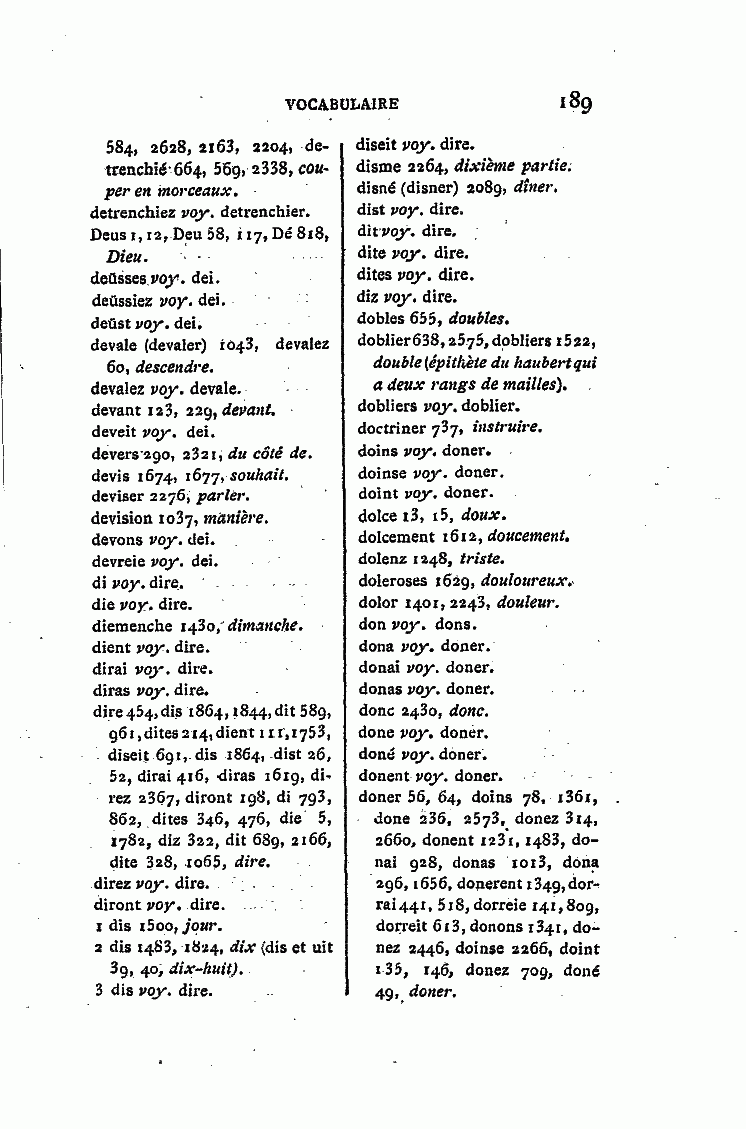 VOCABULAIRE 189
584, 2628, 2163, 2204, de-
trenchié 664, 569, 2338, cou-
per en morceaux.
detrenchiez voy. detrenchier.
Deus 1, 12, Deu 58, 117, Dé 818,
Dieu.
deüsses voy. dei.
deüssiez voy. dei.
deüst voy. dei.
devale (devaler) 1043, devalez
60, descendre.
devalez voy. devale.
devant 123, 229, devant.
deveit voy. dei.
devers 290, 2321, du côté de.
devis 1674, 1677, souhait.
deviser 2276, parler.
devision 1037, manière.
devons voy. dei.
devreie voy. dei.
di voy. dire.
die voy. dire.
diemenche 1430, dimanche.
dient voy. dire.
dirai voy. dire.
diras voy. dire.
dire 454, dis 1864, 1844, dit 589,
961, dites 214, dient 111, 1753,
diseit 691, dis 1864, dist 26,
52, dirai 416, diras 1619, di-
rez 2367, diront 198, di 793,
862, dites 346, 476, die 5,
1782, diz 322, dit 689, 2166,
dite 328, 1065, dire.
direz voy. dire.
diront voy. dire.
1 dis 1500, jour.
2 dis 1483, 1824, dix (dis et uit
39, 40, dix-huit).
3 dis voy. dire.
diseit voy. dire.
disme 2264, dixième partie.
disné (disner) 2089, dîner.
dist voy. dire.
dit voy. dire.
dite voy. dire.
dites voy. dire.
diz voy. dire.
dobles 655, doubles.
doblier 638, 2575, dobliers 1522,
double (épithète du haubert qui
a deux rangs de mailles).
dobliers voy. doblier.
doctriner 737, instruire.
doins voy. doner.
doinse voy. doner.
doint voy. doner.
dolce 13, 15, doux.
dolcement 1612, doucement.
dolenz 1248, triste.
doleroses 1629, douloureux.
dolor 1401, 2243, douleur.
don voy. dons.
dona voy. doner.
donai voy. doner.
donas voy. doner.
donc 2430, donc.
done voy. doner.
doné voy. doner.
donent voy. doner.
doner 56, 64, doins 78, 1361,
done 236, 2573, donez 314,
2660, donent 1231, 1483, do-
nai 928, donas 1013, dona
296, 1656, donerent 1349, dor-
rai 441, 518, dorreie 141, 809,
dorreit 613, donons 1341, do-
nez 2446, doinse 2266, doint
135, 146, donez 709, doné
49, doner.